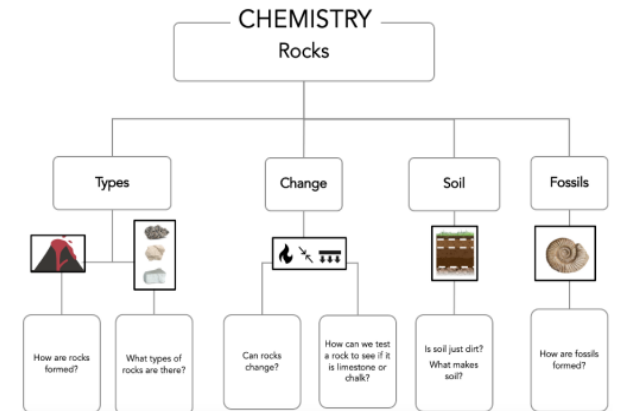 CHEMISTRY
Rocks
Types
Change
Soil
Fossils
How are rocks
formed?
What types of
rocks are there?
Can rocks
change?
How can we test
a rock to see if it
is limestone or
chalk?
Is soil just dirt?
What makes
soil?
How are fossils
formed?